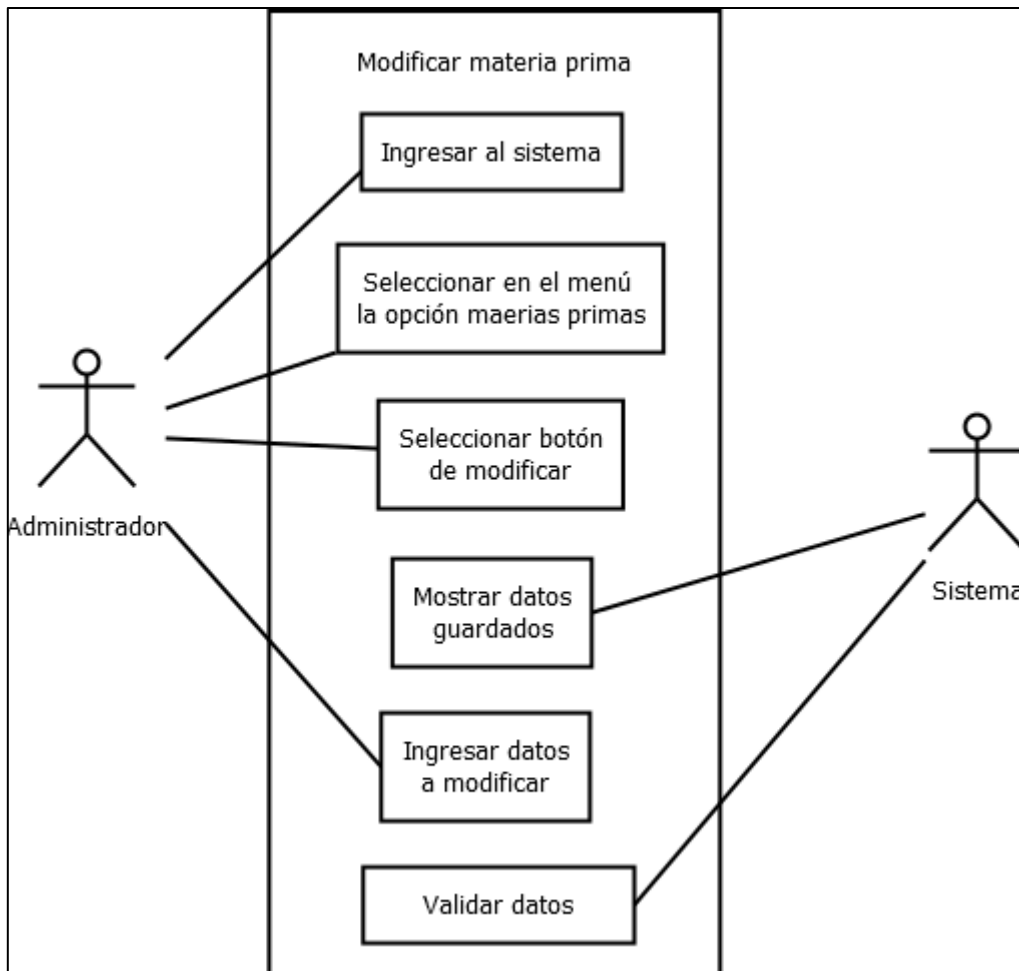 Modificar materia prima
Ingresar al sistema
Seleccionar en el menú
la opción maerias primas
Seleccionar botón
de modificar
Administrador
Mostrar datos
guardados
Sistema
Ingresar datos
a modificar
Validar datos